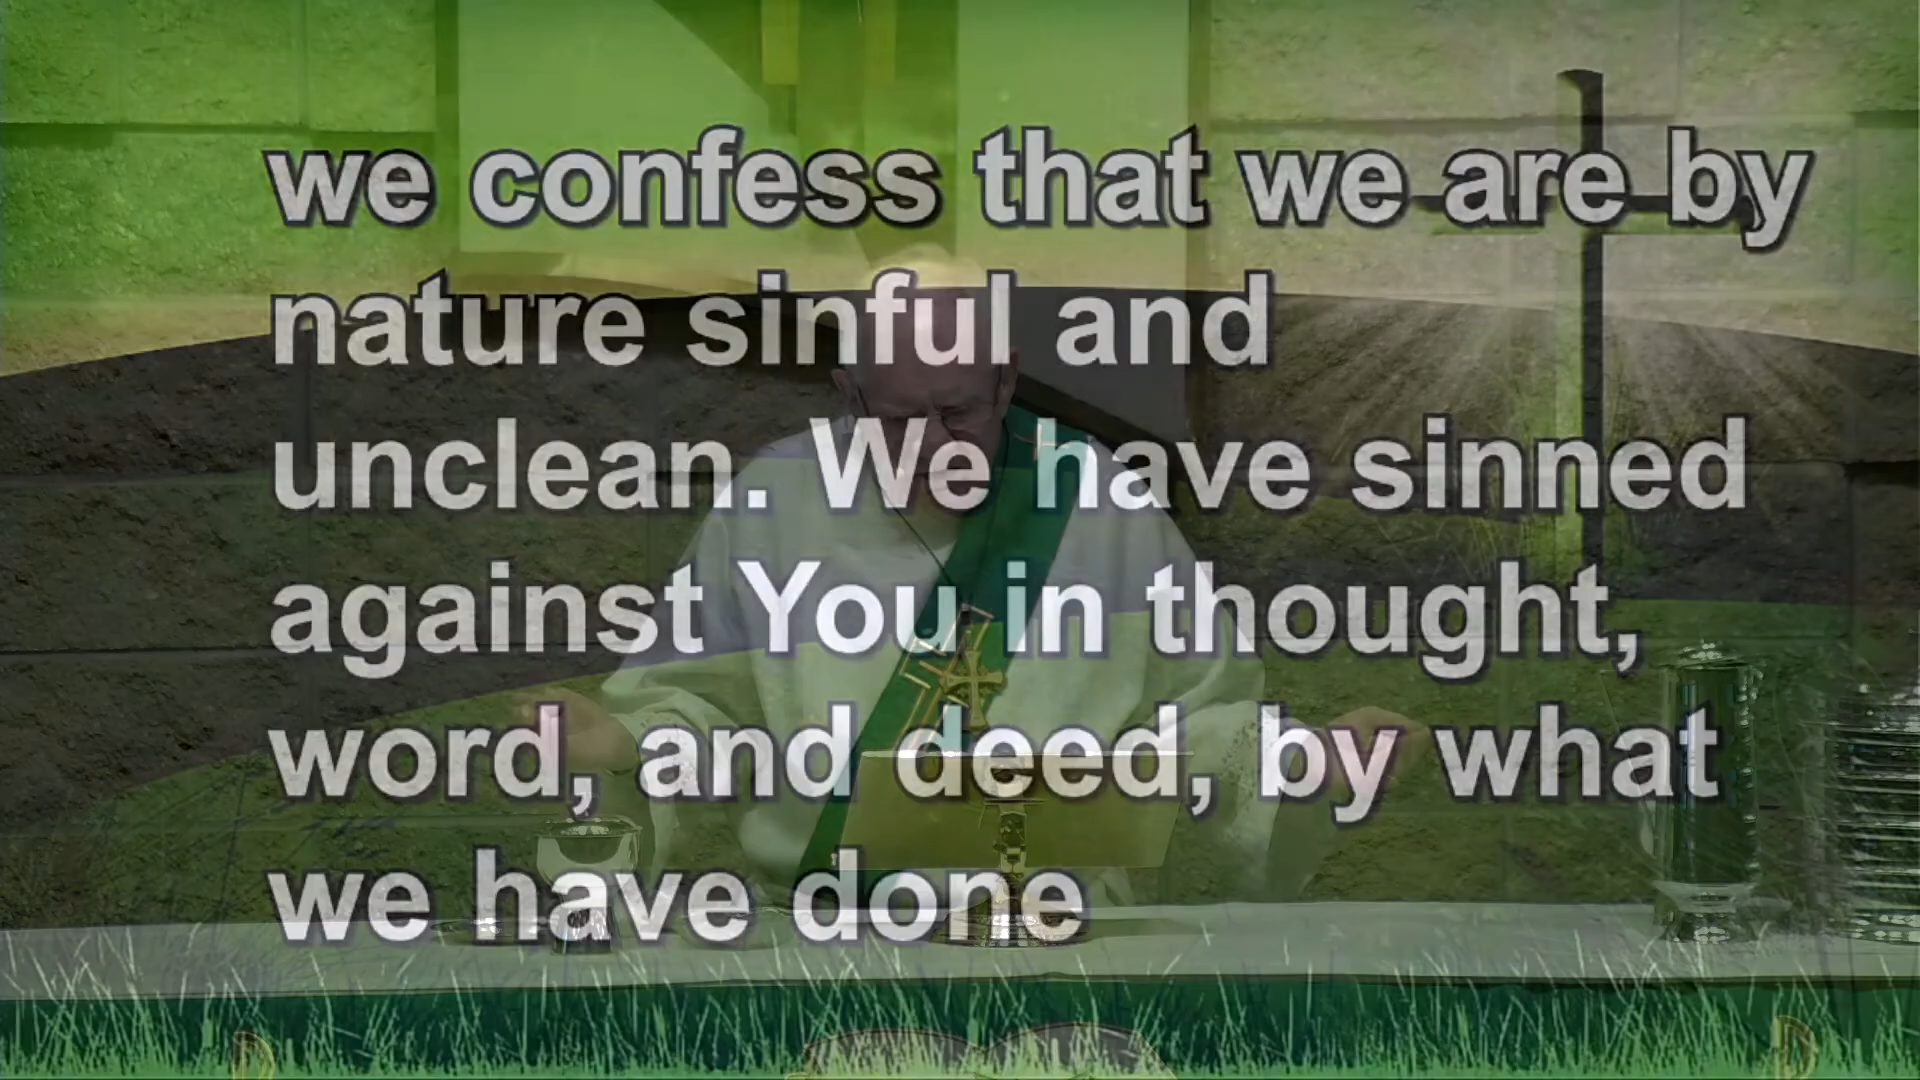 we confess that we are by
nature sinful and
unclean. We have sinned
against You in thought,
word, and deed, by what
we have done